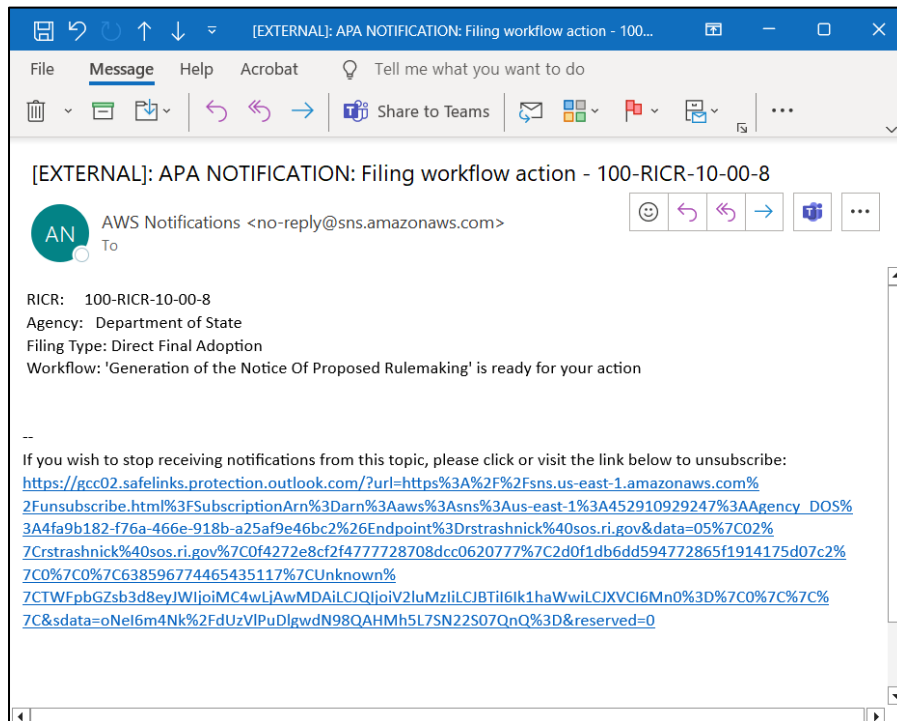 [EXTERNAL]: APA NOTIFICATION: Filing workflow action - 100...
File Message Help Acrobat Tell me what you want to do
Share to Teams
[EXTERNAL]: APA NOTIFICATION: Filing workflow action - 100-RICR-10-00-8
AN
AWS Notifications <no-reply@sns.amazonaws.com>
To
RICR: 100-RICR-10-00-8
Agency: Department of State
Filing Type: Direct Final Adoption
Workflow: 'Generation of the Notice Of Proposed Rulemaking' is ready for your action
--
If you wish to stop receiving notifications from this topic, please click or visit the link below to unsubscribe:
https://gcc02.safelinks.protection.outlook.com/?url=https%3A%2F%2Fsns.us-east-1.amazonaws.com%
2Funsubscribe.html%3FSubscriptionArn%3Darn%3Aaws%3Asns%3Aus-east-1%3A452910929247%3AAgency_DOS%
3A4fa9b182-f76a-466e-918b-a25af9e46bc2%26Endpoint%3Drstrashnick%40sos.ri.gov&data=05%7C02%
7Crstrashnick%40sos.ri.gov%7C0f4272e8cf2f4777728708dcc0620777%7C2d0f1db6dd594772865f1914175d07c2%
7C0%7C0%7C638596774465435117%7CUnknown%
7CTWFpbGZsb3d8eyJWIjoiMC4wLjAwMDAiLCJQIjoiV2luMzIiLCJBTiI6Ik1haWwiLCJXVCI6Mn0%3D%7C0%7C%7C%
7C&sdata=oNeI6m4Nk%2FdUzVlPuDlgwdN98QAHMh5L7SN22S07QnQ%3D&reserved=0